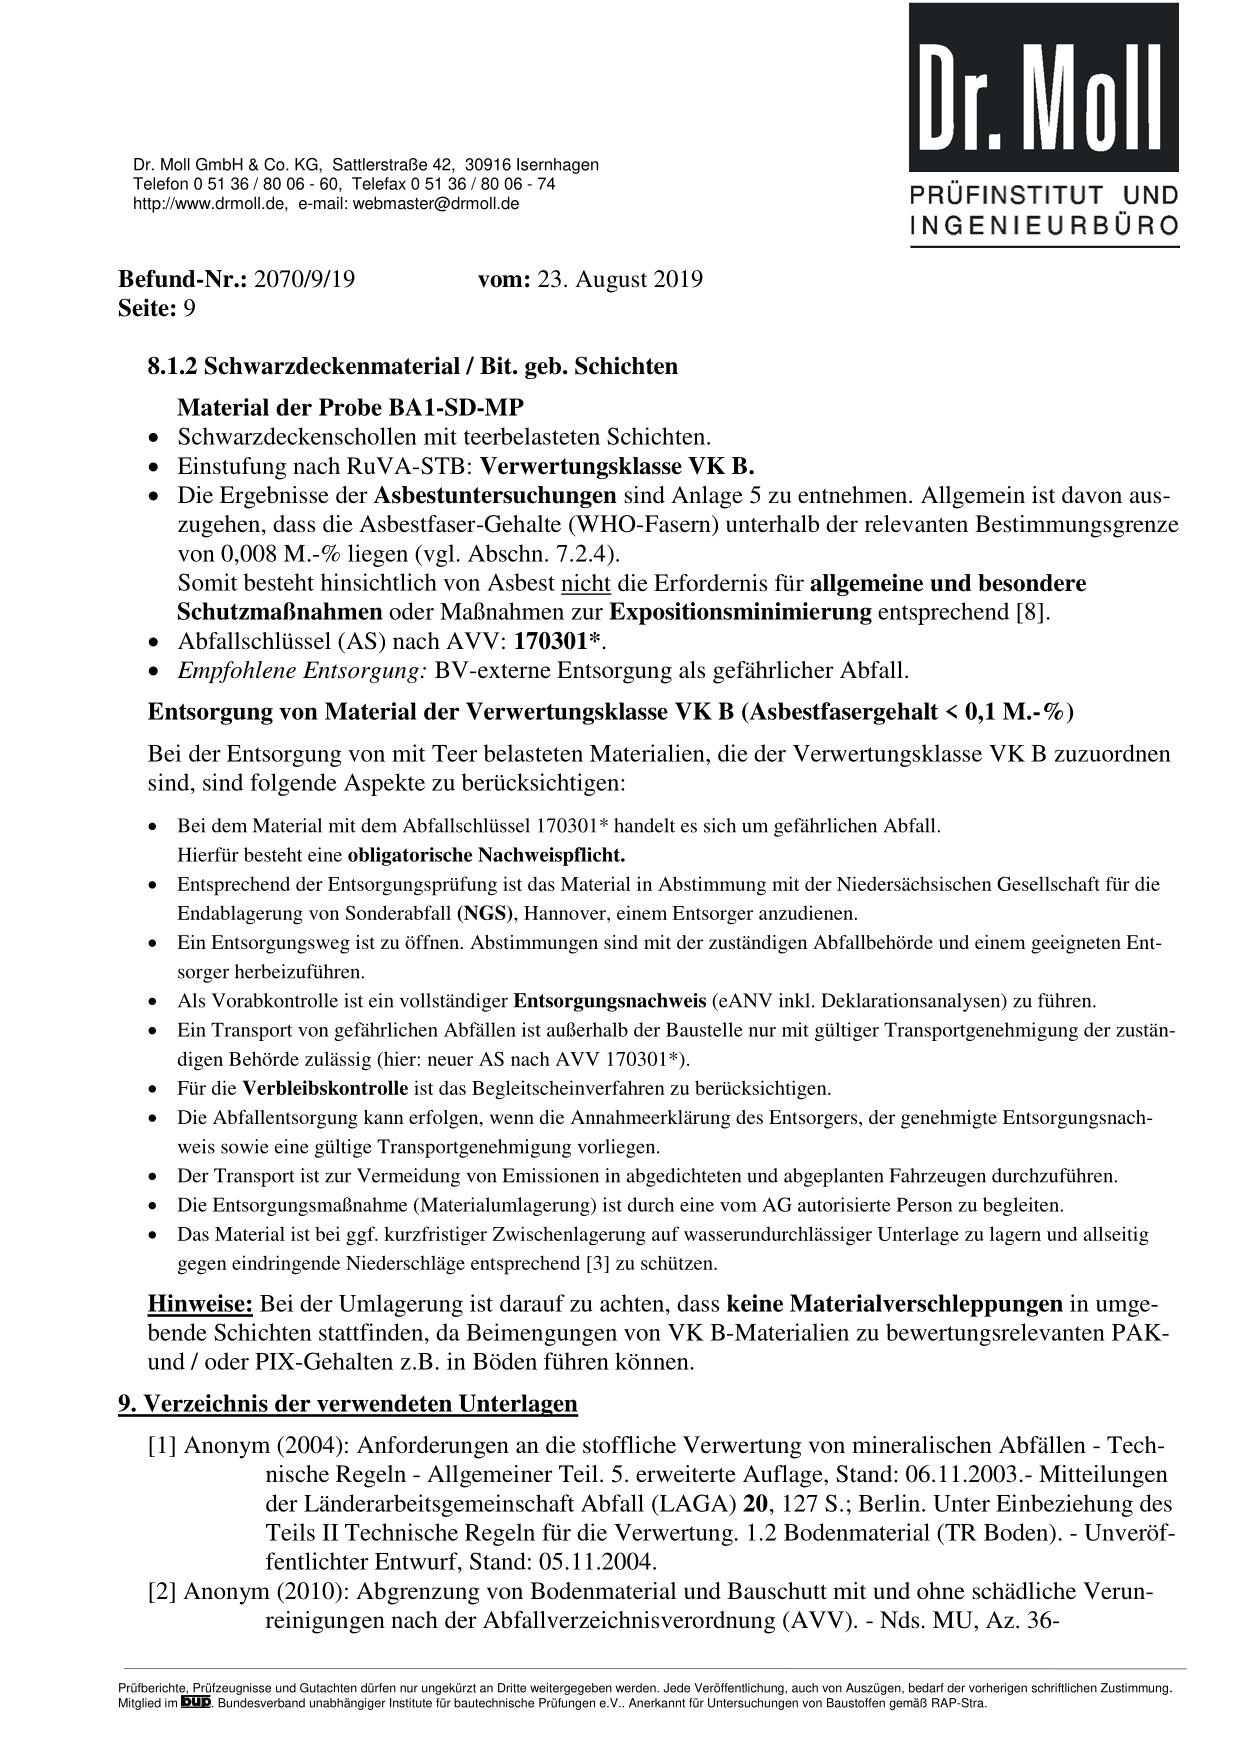 Dr. Moll
PRÜFINSTITUT UND
INGENIEURBÜRO
Dr. Moll GmbH & Co. KG, Sattlerstraße 42, 30916 Isernhagen
Telefon 0 51 36 / 80 06 - 60, Telefax 0 51 36 / 80 06 - 74
http://www.drmoll.de, e-mail: webmaster@drmoll.de
Befund-Nr.: 2070/9/19 vom: 23. August 2019
Seite: 9
8.1.2 Schwarzdeckenmaterial / Bit. geb. Schichten
Material der Probe BA1-SD-MP
• Schwarzdeckenschollen mit teerbelasteten Schichten.
• Einstufung nach RuVA-STB: Verwertungsklasse VK B.
• Die Ergebnisse der Asbestuntersuchungen sind Anlage 5 zu entnehmen. Allgemein ist davon aus-
zugehen, dass die Asbestfaser-Gehalte (WHO-Fasern) unterhalb der relevanten Bestimmungsgrenze
von 0,008 M.-% liegen (vgl. Abschn. 7.2.4).
Somit besteht hinsichtlich von Asbest nicht die Erfordernis für allgemeine und besondere
Schutzmaßnahmen oder Maßnahmen zur Expositionsminimierung entsprechend [8].
• Abfallschlüssel (AS) nach AVV: 170301*.
• Empfohlene Entsorgung: BV-externe Entsorgung als gefährlicher Abfall.
Entsorgung von Material der Verwertungsklasse VK B (Asbestfasergehalt < 0,1 M.-%)
Bei der Entsorgung von mit Teer belasteten Materialien, die der Verwertungsklasse VK B zuzuordnen
sind, sind folgende Aspekte zu berücksichtigen:
• Bei dem Material mit dem Abfallschlüssel 170301* handelt es sich um gefährlichen Abfall.
Hierfür besteht eine obligatorische Nachweispflicht.
• Entsprechend der Entsorgungsprüfung ist das Material in Abstimmung mit der Niedersächsischen Gesellschaft für die
Endablagerung von Sonderabfall (NGS), Hannover, einem Entsorger anzudienen.
• Ein Entsorgungsweg ist zu öffnen. Abstimmungen sind mit der zuständigen Abfallbehörde und einem geeigneten Ent-
sorger herbeizuführen.
• Als Vorabkontrolle ist ein vollständiger Entsorgungsnachweis (eANV inkl. Deklarationsanalysen) zu führen.
• Ein Transport von gefährlichen Abfällen ist außerhalb der Baustelle nur mit gültiger Transportgenehmigung der zustän-
digen Behörde zulässig (hier: neuer AS nach AVV 170301*).
• Für die Verbleibskontrolle ist das Begleitscheinverfahren zu berücksichtigen.
• Die Abfallentsorgung kann erfolgen, wenn die Annahmeerklärung des Entsorgers, der genehmigte Entsorgungsnach-
weis sowie eine gültige Transportgenehmigung vorliegen.
• Der Transport ist zur Vermeidung von Emissionen in abgedichteten und abgeplanten Fahrzeugen durchzuführen.
• Die Entsorgungsmaßnahme (Materialumlagerung) ist durch eine vom AG autorisierte Person zu begleiten.
• Das Material ist bei ggf. kurzfristiger Zwischenlagerung auf wasserundurchlässiger Unterlage zu lagern und allseitig
gegen eindringende Niederschläge entsprechend [3] zu schützen.
Hinweise: Bei der Umlagerung ist darauf zu achten, dass keine Materialverschleppungen in umge-
bende Schichten stattfinden, da Beimengungen von VK B-Materialien zu bewertungsrelevanten PAK-
und / oder PIX-Gehalten z.B. in Böden führen können.
9. Verzeichnis der verwendeten Unterlagen
[1] Anonym (2004): Anforderungen an die stoffliche Verwertung von mineralischen Abfällen - Tech-
nische Regeln - Allgemeiner Teil. 5. erweiterte Auflage, Stand: 06.11.2003.- Mitteilungen
der Länderarbeitsgemeinschaft Abfall (LAGA) 20, 127 S.; Berlin. Unter Einbeziehung des
Teils II Technische Regeln für die Verwertung. 1.2 Bodenmaterial (TR Boden). - Unveröf-
fentlichter Entwurf, Stand: 05.11.2004.
[2] Anonym (2010): Abgrenzung von Bodenmaterial und Bauschutt mit und ohne schädliche Verun-
reinigungen nach der Abfallverzeichnisverordnung (AVV). - Nds. MU, Az. 36-
Prüfberichte, Prüfzeugnisse und Gutachten dürfen nur ungekürzt an Dritte weitergegeben werden. Jede Veröffentlichung, auch von Auszügen, bedarf der vorherigen schriftlichen Zustimmung.
Mitglied im bup. Bundesverband unabhängiger Institute für bautechnische Prüfungen e.V.. Anerkannt für Untersuchungen von Baustoffen gemäß RAP-Stra.